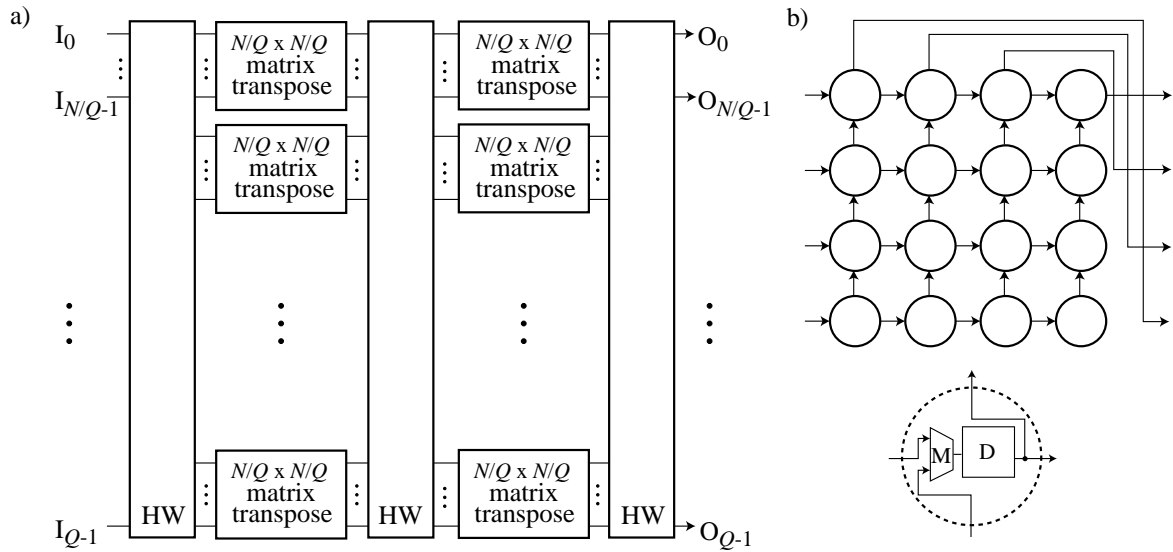 a)
b)
I0
IN/Q-1
IQ-1
HW
N/Q x N/Q
matrix
transpose
N/Q x N/Q
matrix
transpose
N/Q x N/Q
matrix
transpose
HW
N/Q x N/Q
matrix
transpose
N/Q x N/Q
matrix
transpose
N/Q x N/Q
matrix
transpose
HW
O0
ON/Q-1
OQ-1
M
D